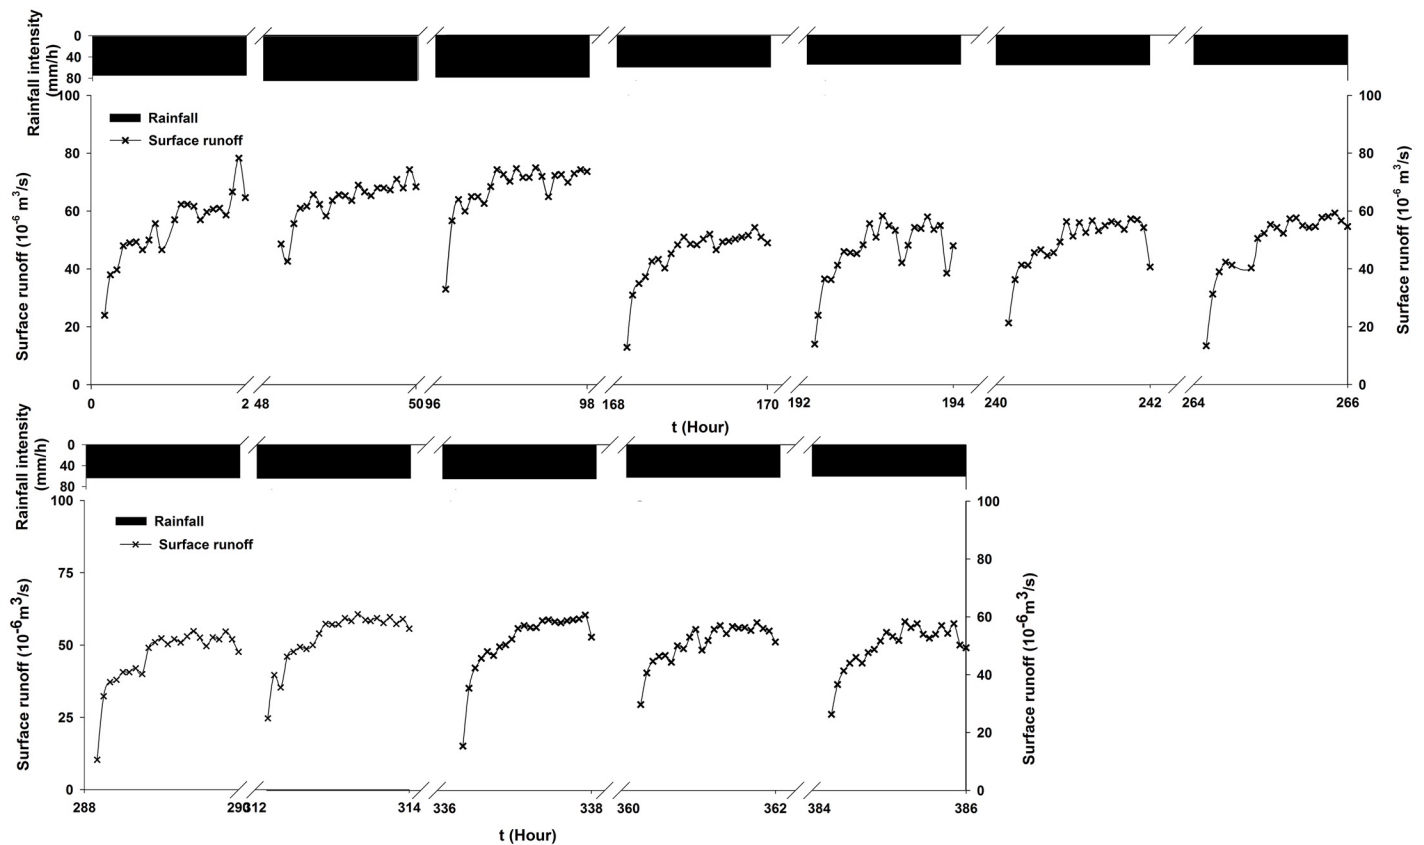 Rainfall intensity
(mm/h)
0
40
80
100
80
60
40
20
0
Surface runoff (10⁻⁶ m³/s)
Rainfall
Surface runoff
100
80
60
40
20
0
Surface runoff (10⁻⁶ m³/s)
0 2 48 50 96 98 168 170 192 194 240 242 264 266
t (Hour)
Rainfall intensity
(mm/h)
0
40
80
100
75
50
25
0
Surface runoff (10⁻⁶m³/s)
Rainfall
Surface runoff
100
80
60
40
20
0
Surface runoff (10⁻⁶m³/s)
288 290 312 314 336 338 360 362 384 386
t (Hour)